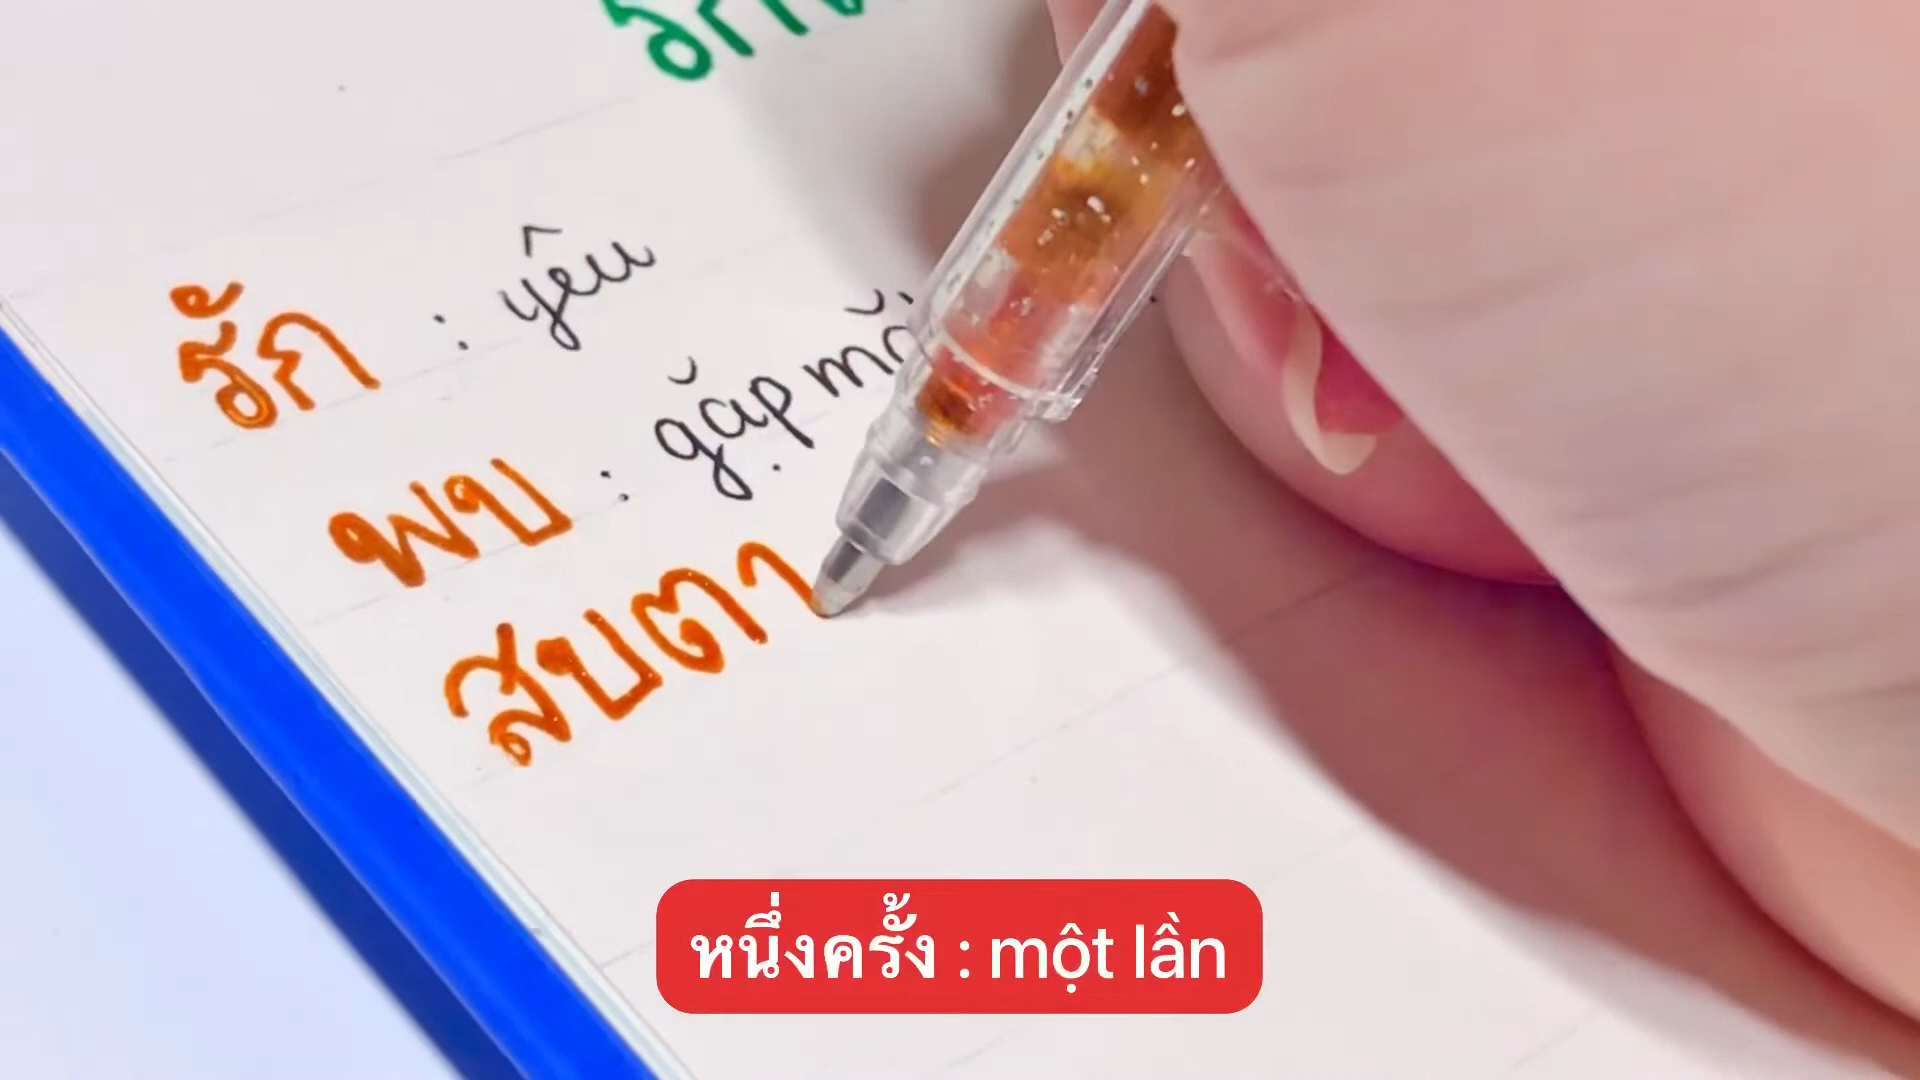 รัก : yêu
พบ : gặp
สบตา
หนึ่งครั้ง : một lần